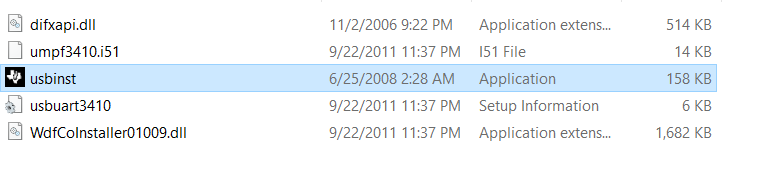 difxapi.dll 11/2/2006 9:22 PM Application extens... 514 KB
umpf3410.i51 9/22/2011 11:37 PM I51 File 14 KB
usbinst 6/25/2008 2:28 AM Application 158 KB
usbuart3410 9/22/2011 11:37 PM Setup Information 6 KB
WdfCoInstaller01009.dll 9/22/2011 11:37 PM Application extens... 1,682 KB